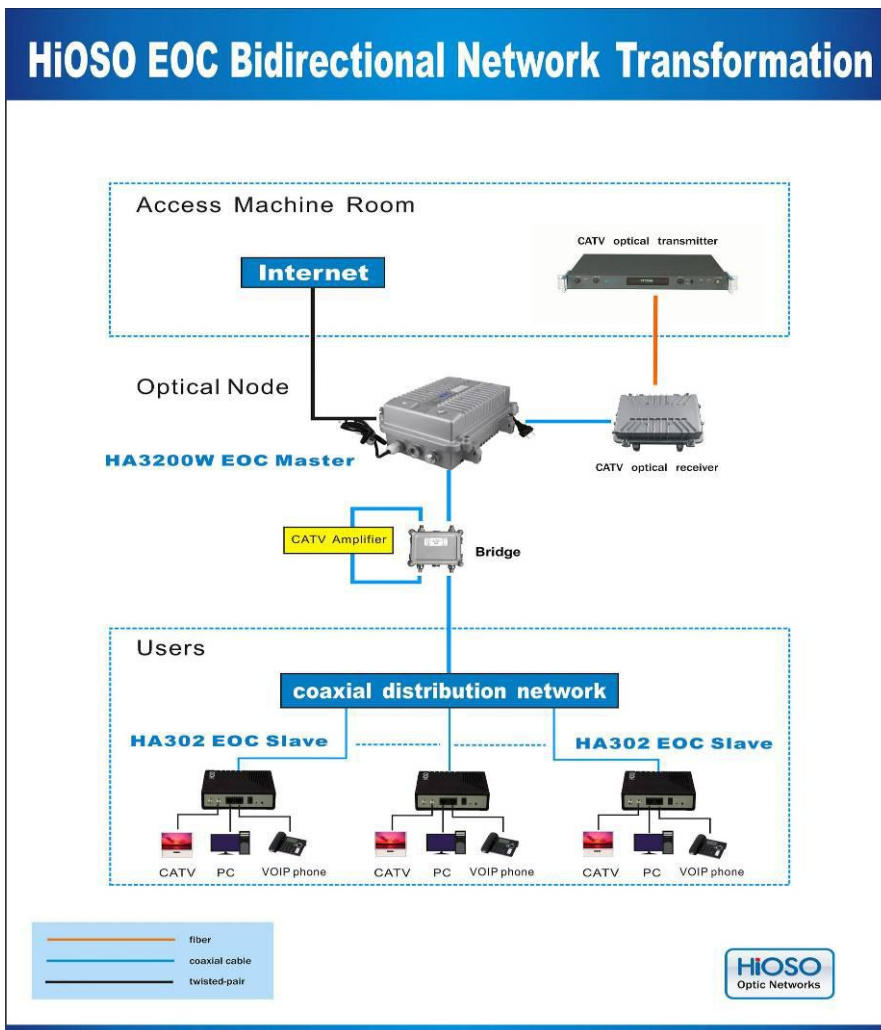 HiOSO EOC Bidirectional Network Transformation
Access Machine Room
CATV optical transmitter
Internet
Optical Node
HA3200W EOC Master
CATV optical receiver
CATV Amplifier
Bridge
Users
coaxial distribution network
HA302 EOC Slave
HA302 EOC Slave
CATV PC VOIP phone
CATV PC VOIP phone
CATV PC VOIP phone
fiber
coaxial cable
twisted-pair
HiOSO
Optic Networks